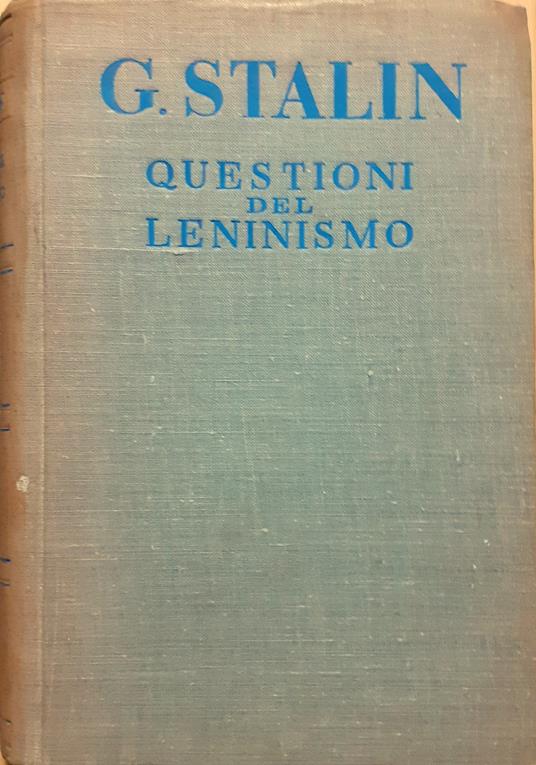 G. STALIN
QUESTIONI
DEL
LENINISMO